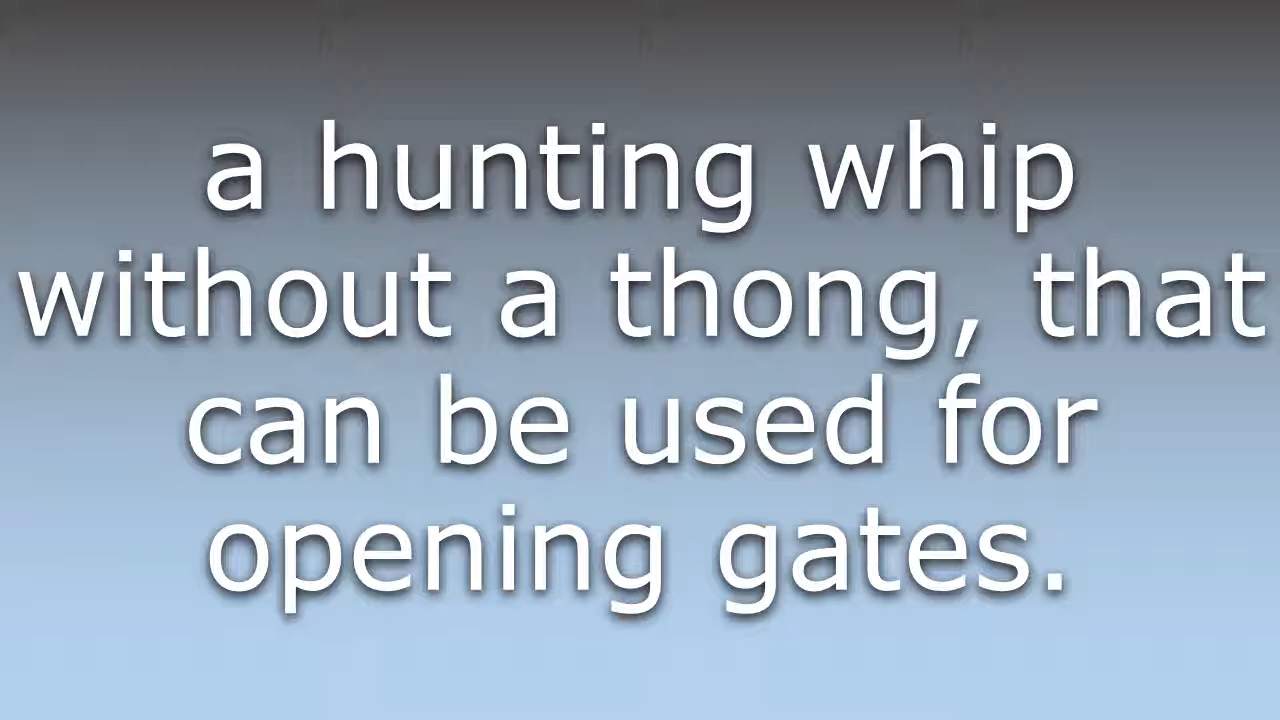 a hunting whip
without a thong, that
can be used for
opening gates.